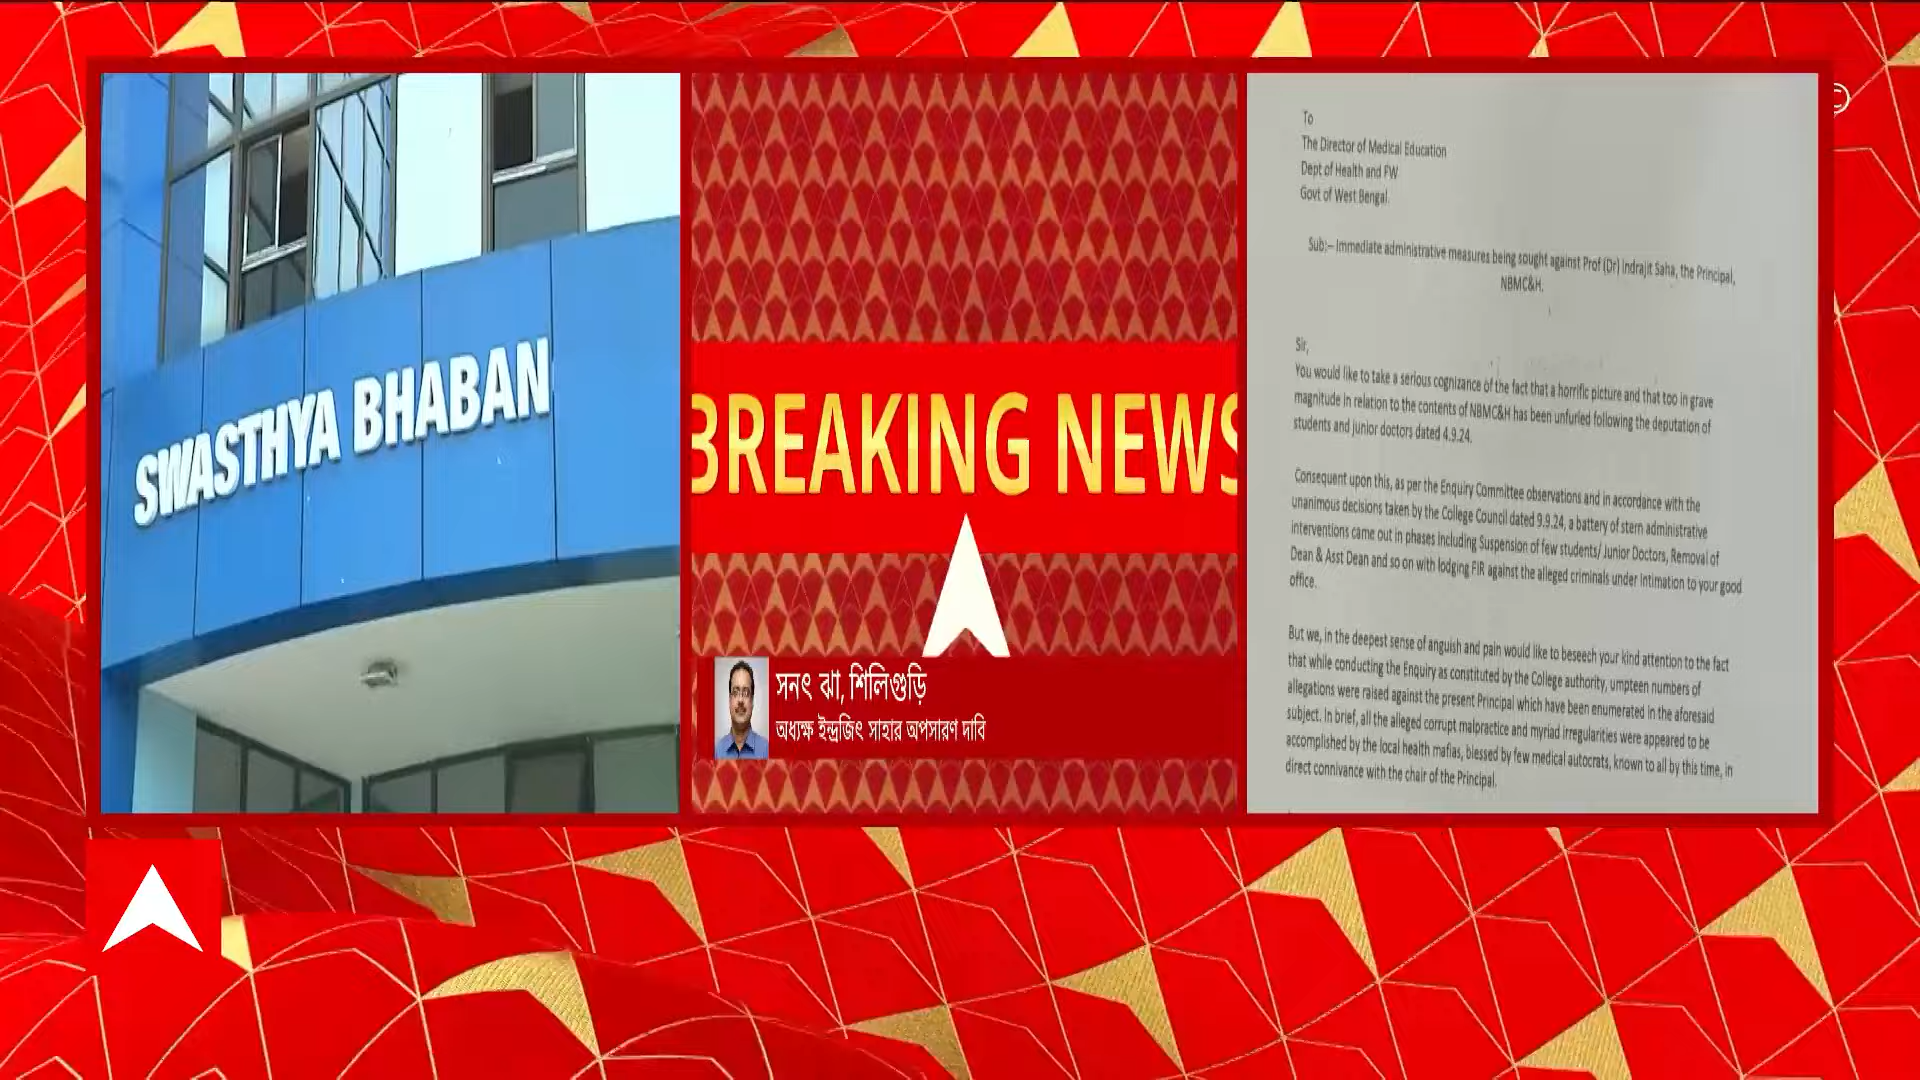 SWASTHYA BHABAN
BREAKING NEWS
সনৎ ঝা, শিলিগুড়ি
অধ্যক্ষ ইন্দ্রজিৎ সাহার অপসারণ দাবি
©
To
The Director of Medical Education
Dept of Health and FW
Govt of West Bengal.
Sub:– Immediate administrative measures being sought against Prof (Dr) Indrajit Saha, the Principal,
NBMC&H.
Sir,
You would like to take a serious cognizance of the fact that a horrific picture and that too in grave
magnitude in relation to the contents of NBMC&H has been unfurled following the deputation of
students and junior doctors dated 4.9.24.
Consequent upon this, as per the Enquiry Committee observations and in accordance with the
unanimous decisions taken by the College Council dated 9.9.24, a battery of stern administrative
interventions came out in phases including Suspension of few students/ Junior Doctors, Removal of
Dean & Asst Dean and so on with lodging FIR against the alleged criminals under intimation to your good
office.
But we, in the deepest sense of anguish and pain would like to beseech your kind attention to the fact
that while conducting the Enquiry as constituted by the College authority, umpteen numbers of
allegations were raised against the present Principal which have been enumerated in the aforesaid
subject. In brief, all the alleged corrupt malpractice and myriad irregularities were appeared to be
accomplished by the local health mafias, blessed by few medical autocrats, known to all by this time, in
direct connivance with the chair of the Principal.